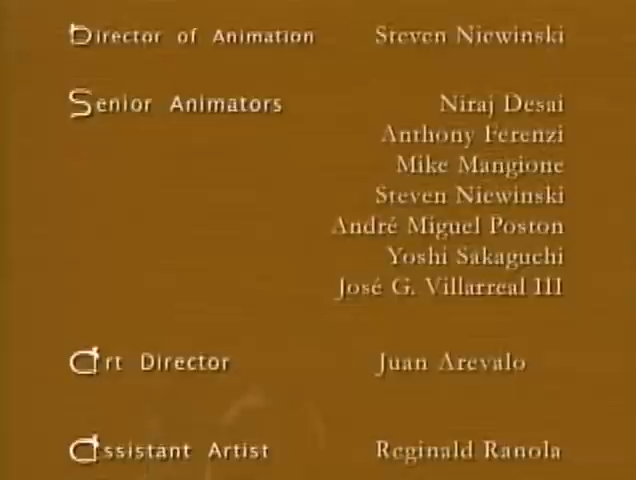 Director of Animation Steven Niewinski
Senior Animators Niraj Desai
Anthony Ferenzi
Mike Mangione
Steven Niewinski
André Miguel Poston
Yoshi Sakaguchi
José G. Villarreal III
Art Director Juan Arevalo
Assistant Artist Reginald Ranola